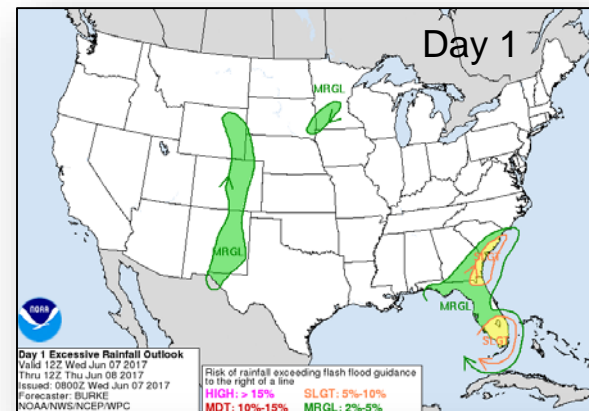 Day 1
MRGL
MRGL
SLGT
MRGL
SLGT
NOAA
Day 1 Excessive Rainfall Outlook
Valid 12Z Wed Jun 07 2017
Thru 12Z Thu Jun 08 2017
Issued: 0800Z Wed Jun 07 2017
Forecaster: BURKE
NOAA/NWS/NCEP/WPC
Risk of rainfall exceeding flash flood guidance
to the right of a line
HIGH: > 15% SLGT: 5%-10%
MDT: 10%-15% MRGL: 2%-5%